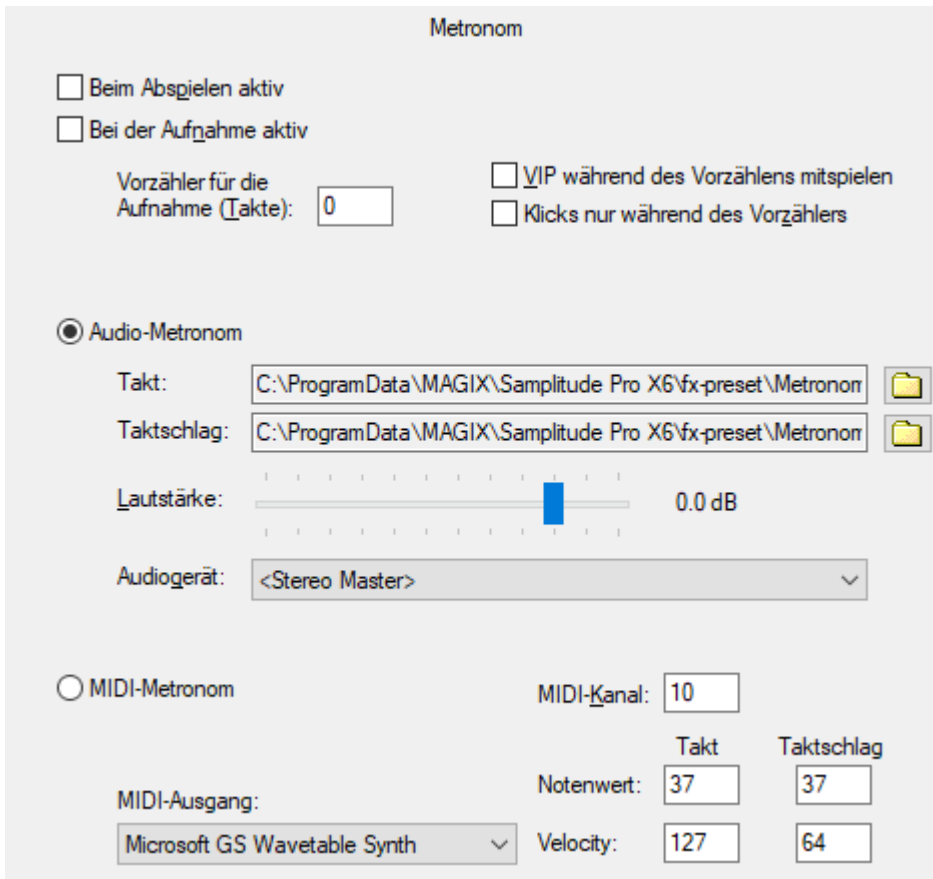 Metronom
Beim Abspielen aktiv
Bei der Aufnahme aktiv
Vorzähler für die
Aufnahme (Takte): 0
VIP während des Vorzählens mitspielen
Klicks nur während des Vorzählers
Audio-Metronom
Takt: C:\ProgramData\MAGIX\Samplitude Pro X6\fx-preset\Metronom
Taktschlag: C:\ProgramData\MAGIX\Samplitude Pro X6\fx-preset\Metronom
Lautstärke: 0.0 dB
Audiogerät: <Stereo Master>
MIDI-Metronom
MIDI-Kanal: 10
Takt Taktschlag
Notenwert: 37 37
MIDI-Ausgang:
Microsoft GS Wavetable Synth
Velocity: 127 64